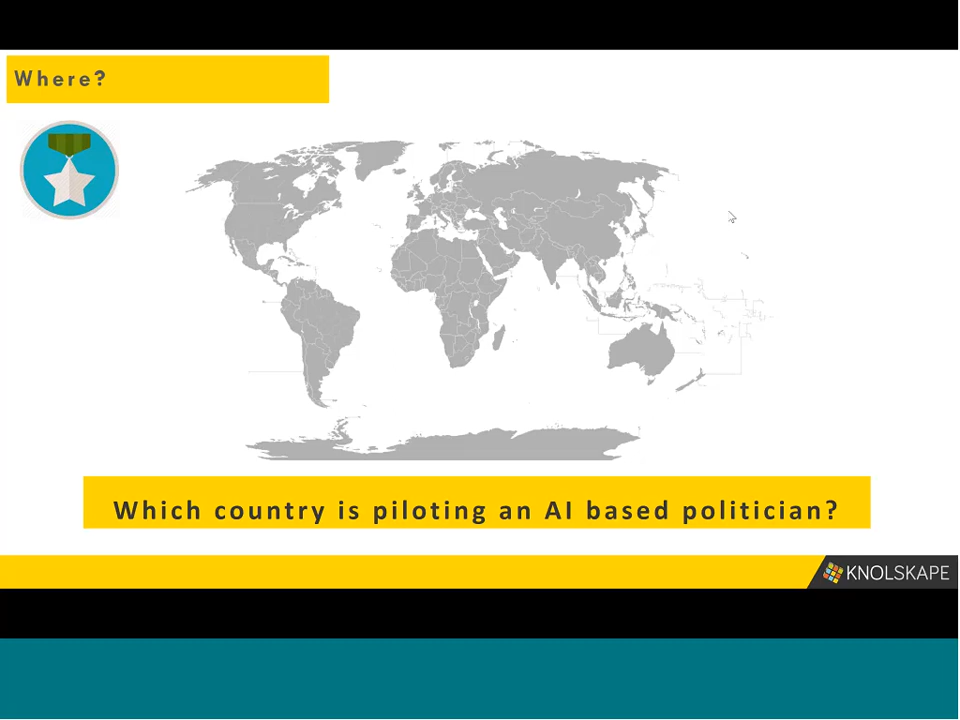 Where?
Which country is piloting an AI based politician?
KNOLSKAPE